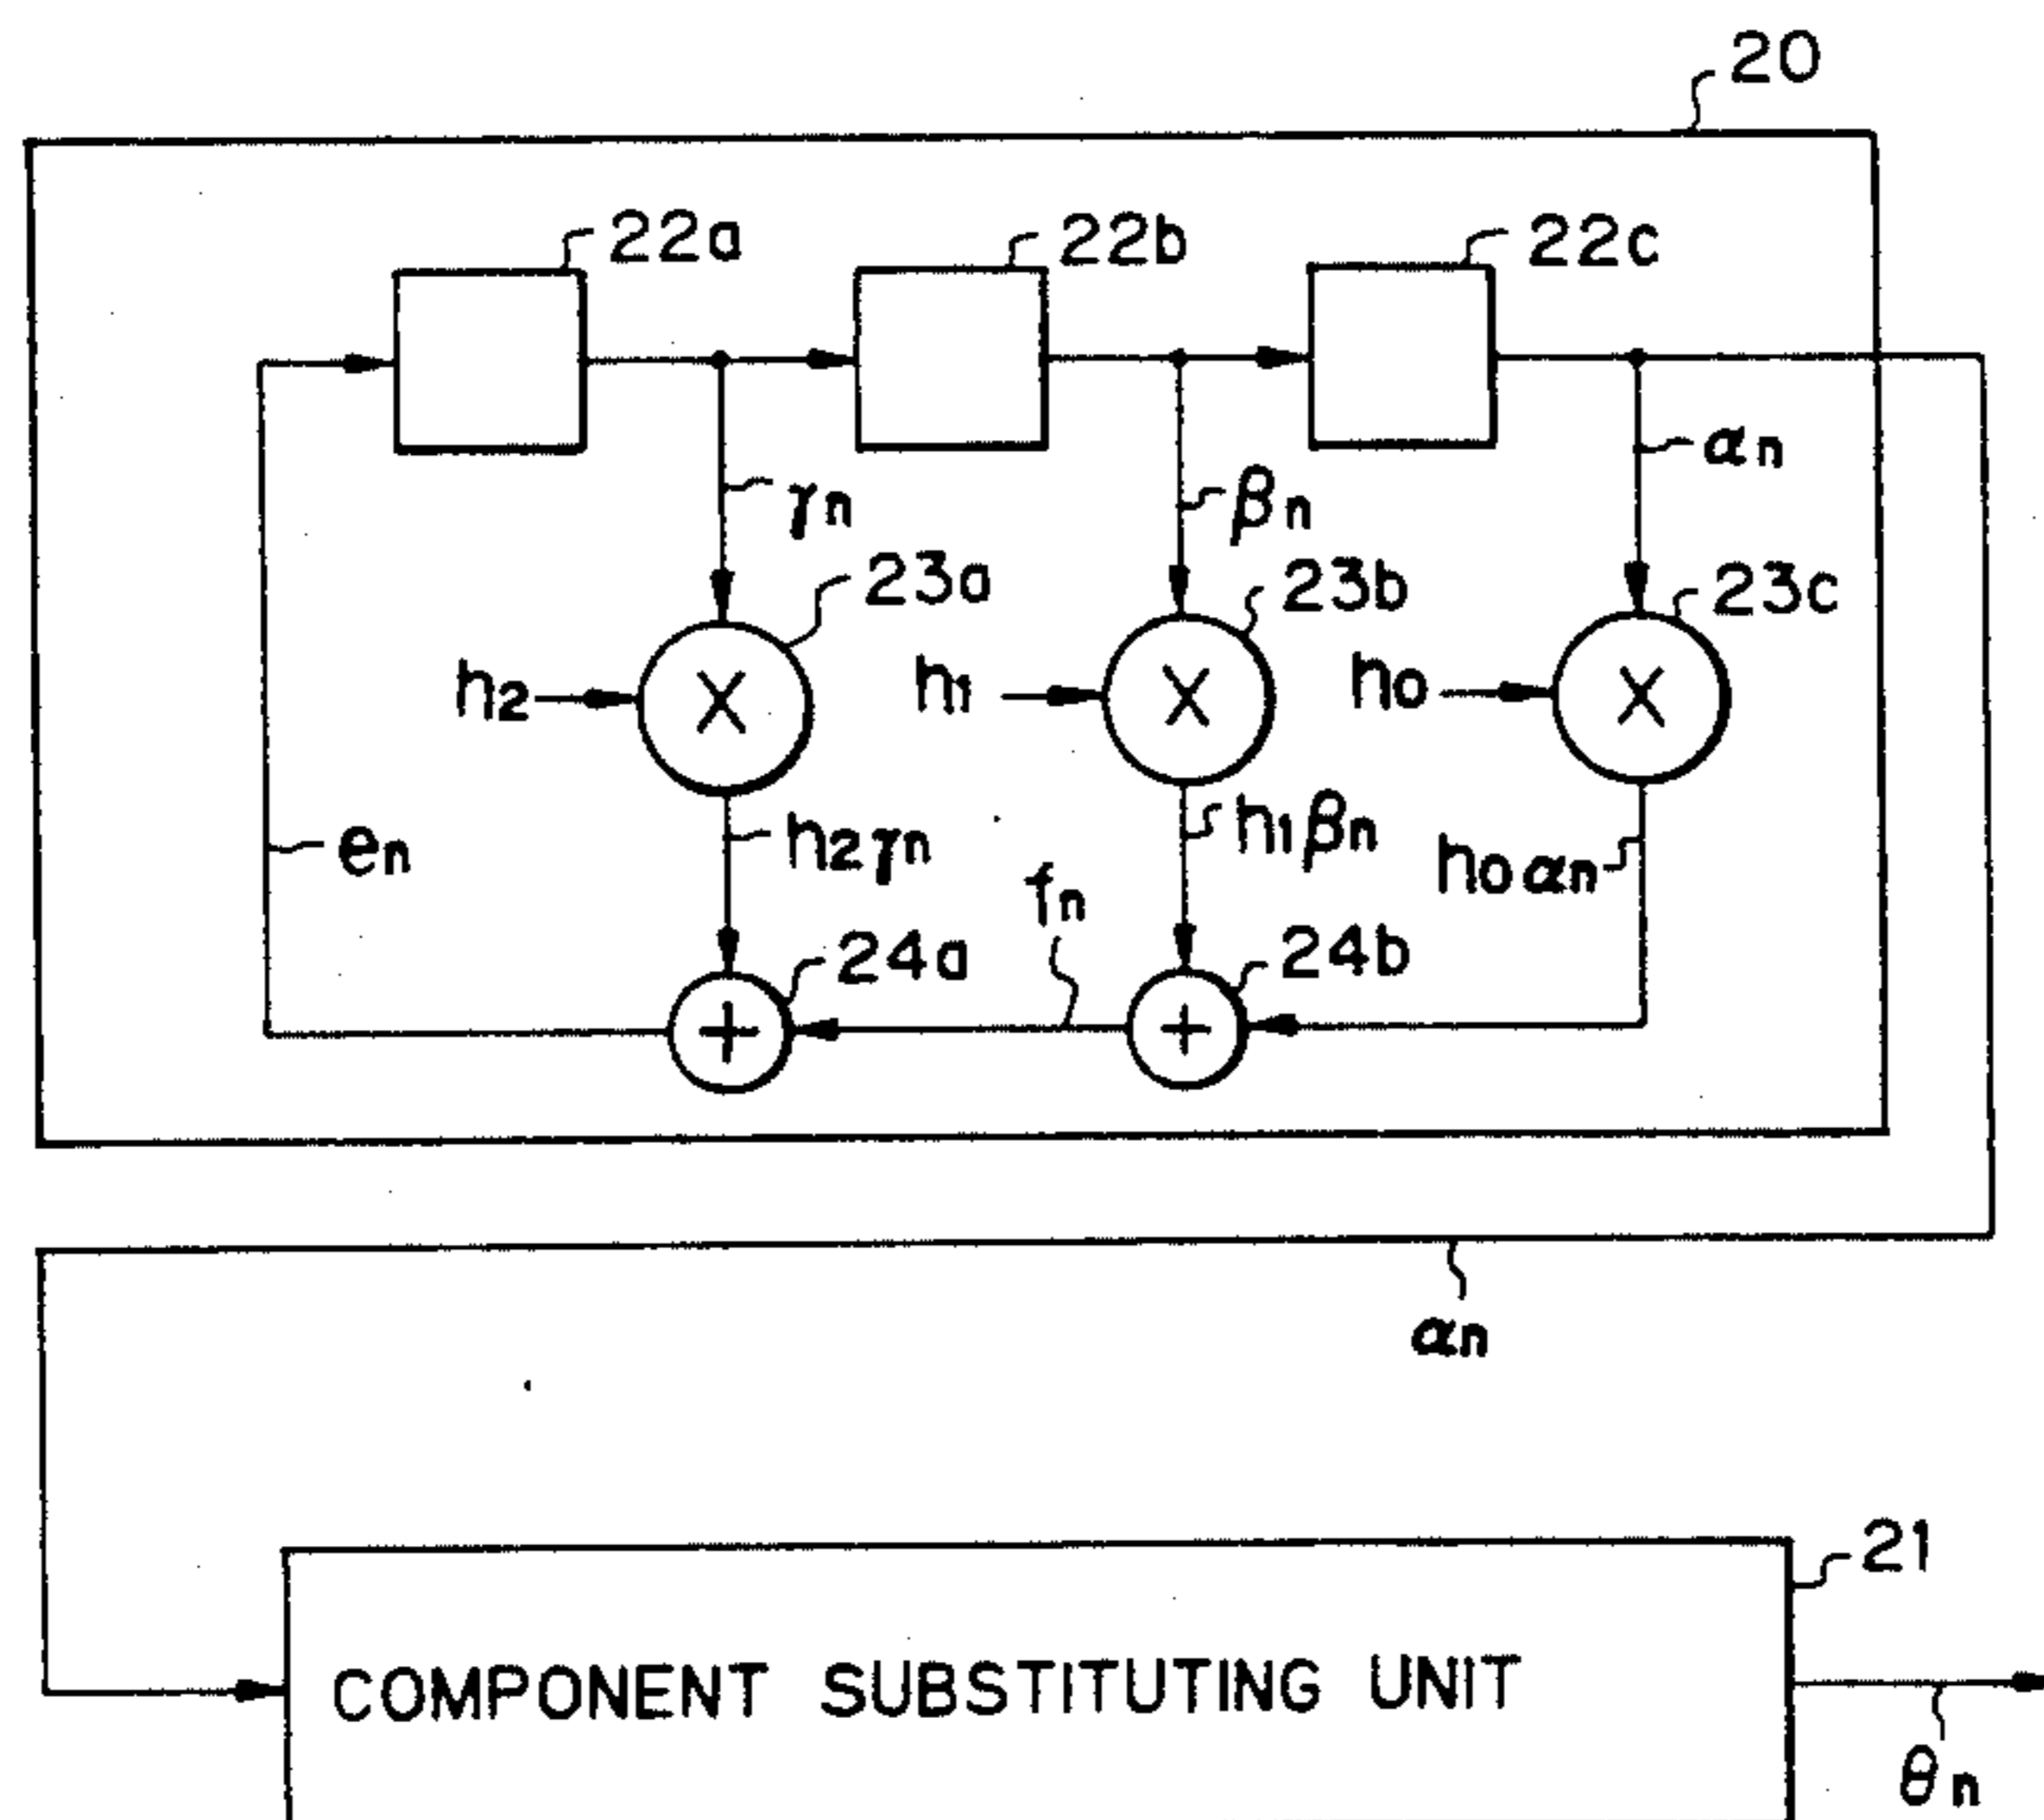 20
22a
22b
22c
αn
γn
βn
23a
23b
23c
h2
h1
h0
X
X
X
en
h2γn
h1βn
h0αn
fn
24a
24b
+
+
αn
21
COMPONENT SUBSTITUTING UNIT
θn